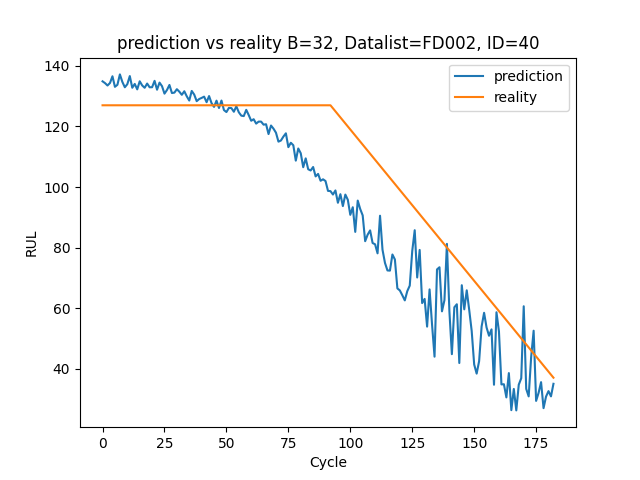 prediction vs reality B=32, Datalist=FD002, ID=40
prediction
reality
RUL
140
120
100
80
60
40
0 25 50 75 100 125 150 175
Cycle